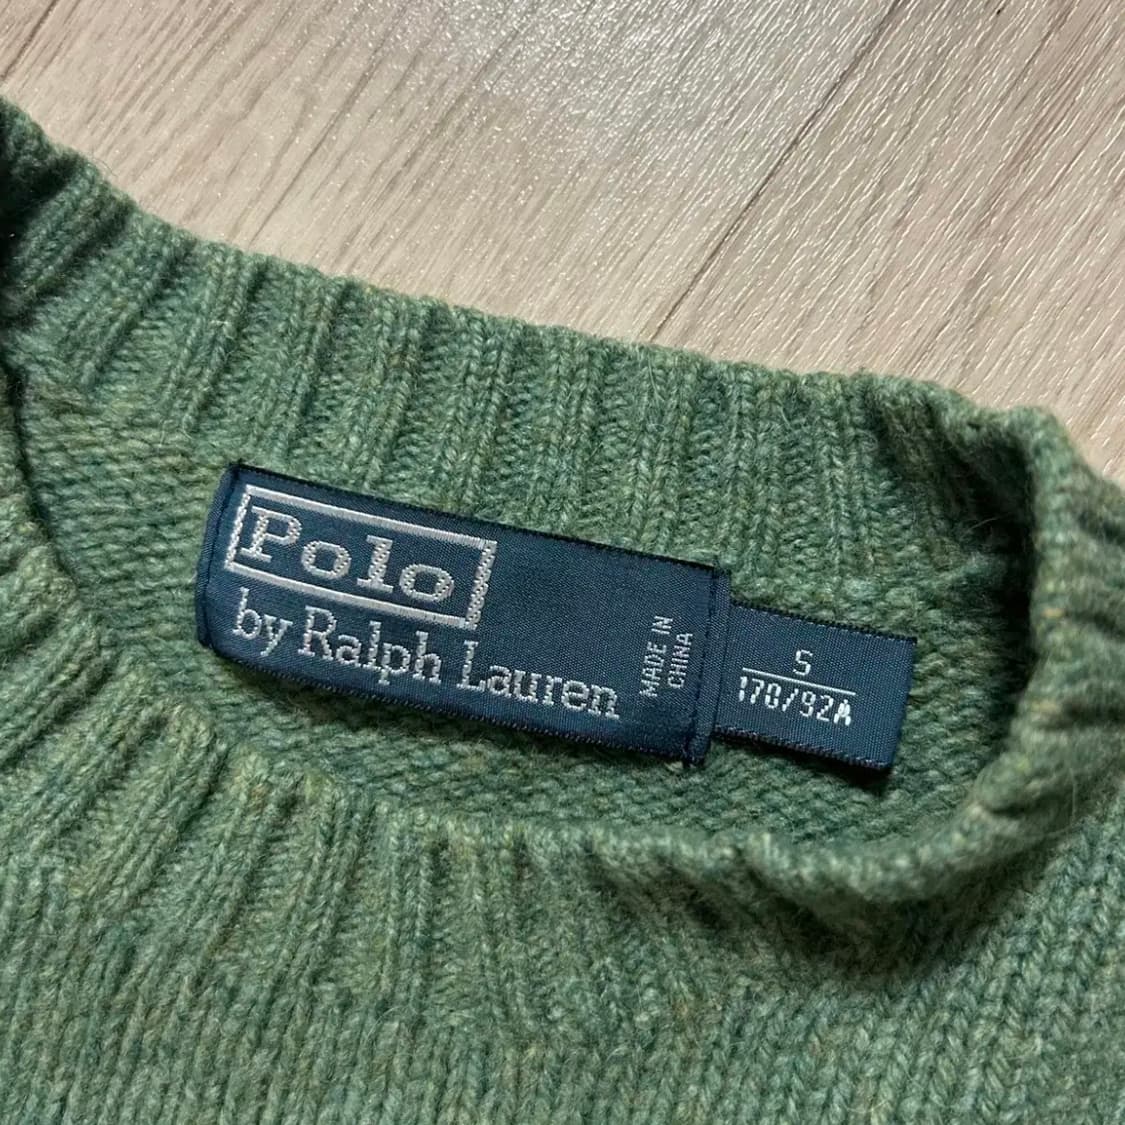 Polo
by Ralph Lauren
MADE IN
CHINA
S
170/92A